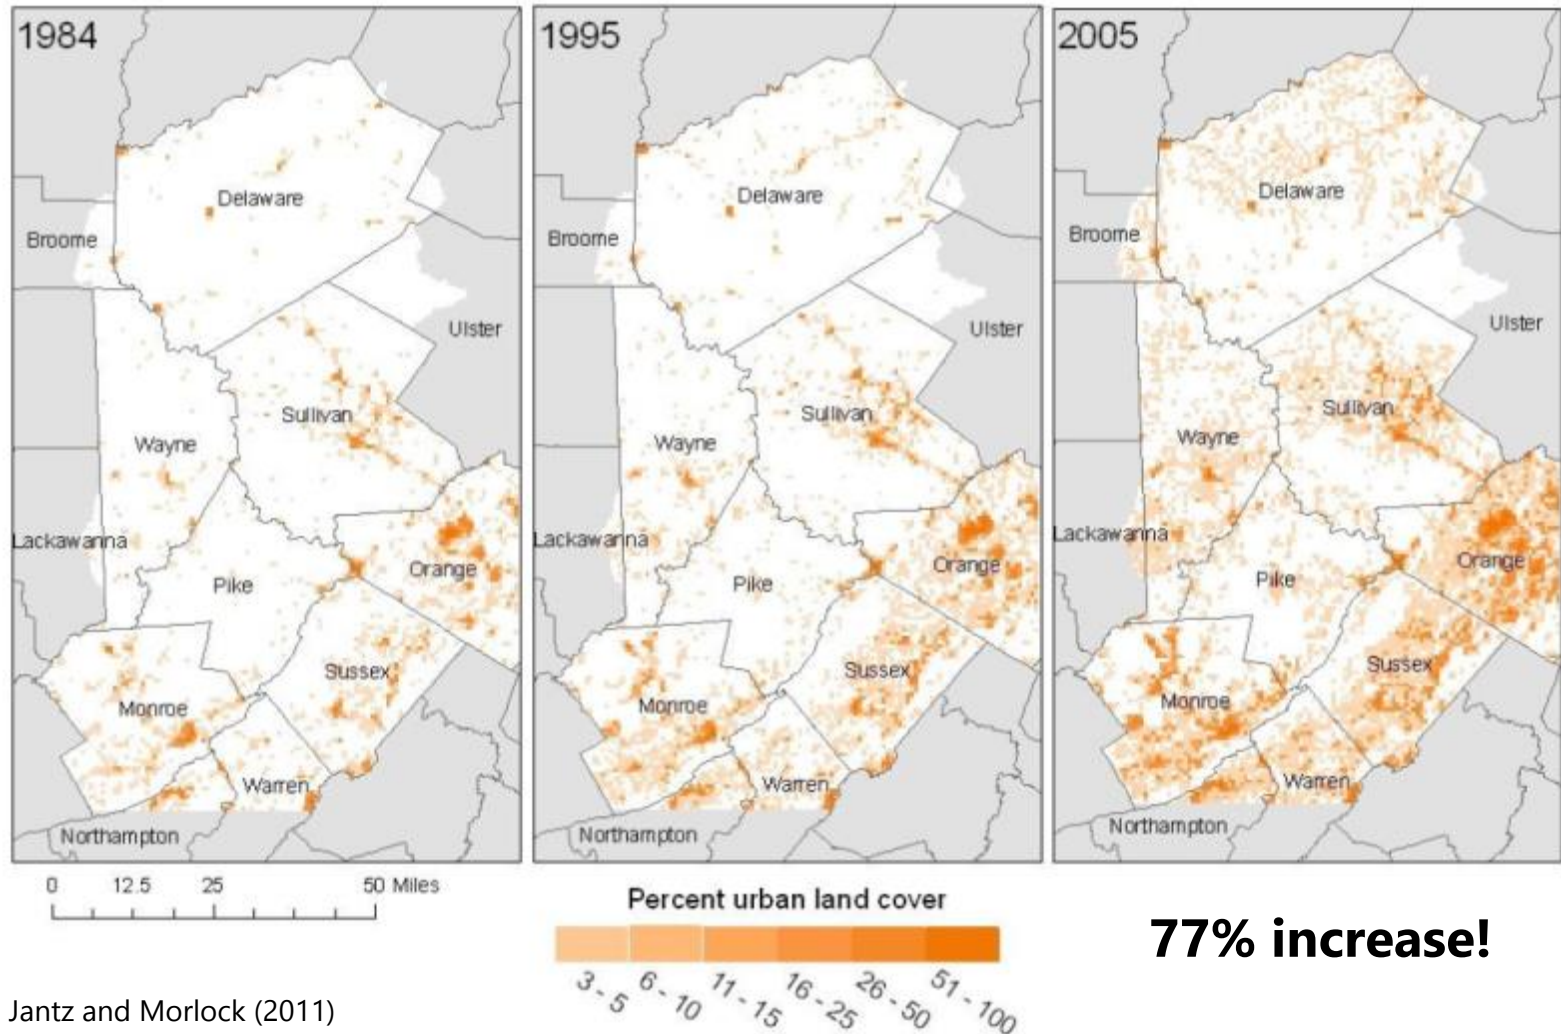 1984
Delaware
Broome
Ulster
Sullivan
Wayne
Lackawanna
Orange
Pike
Sussex
Monroe
Warren
Northampton
1995
Delaware
Broome
Ulster
Sullivan
Wayne
Lackawanna
Orange
Pike
Sussex
Monroe
Warren
Northampton
2005
Delaware
Broome
Ulster
Sullivan
Wayne
Lackawanna
Orange
Pike
Sussex
Monroe
Warren
Northampton
0 12.5 25 50 Miles
Percent urban land cover
3 - 5 6 - 10 11 - 15 16 - 25 26 - 50 51 - 100
77% increase!
Jantz and Morlock (2011)